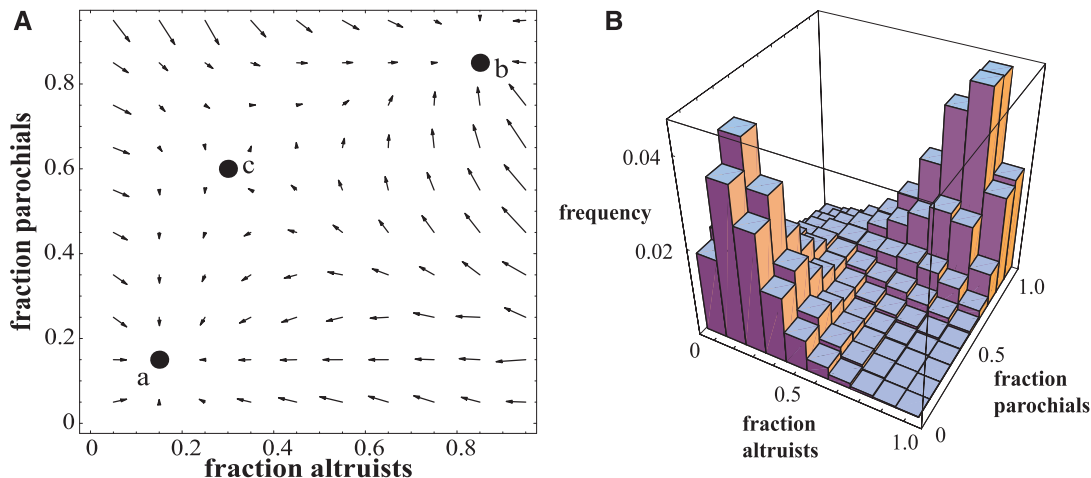 A
0.8
0.6
0.4
0.2
0
fraction parochials
b
c
a
0
0.2
0.4
0.6
0.8
fraction altruists
B
0.04
frequency
0.02
0
0.5
1.0
fraction
altruists
0
0.5
1.0
fraction
parochials